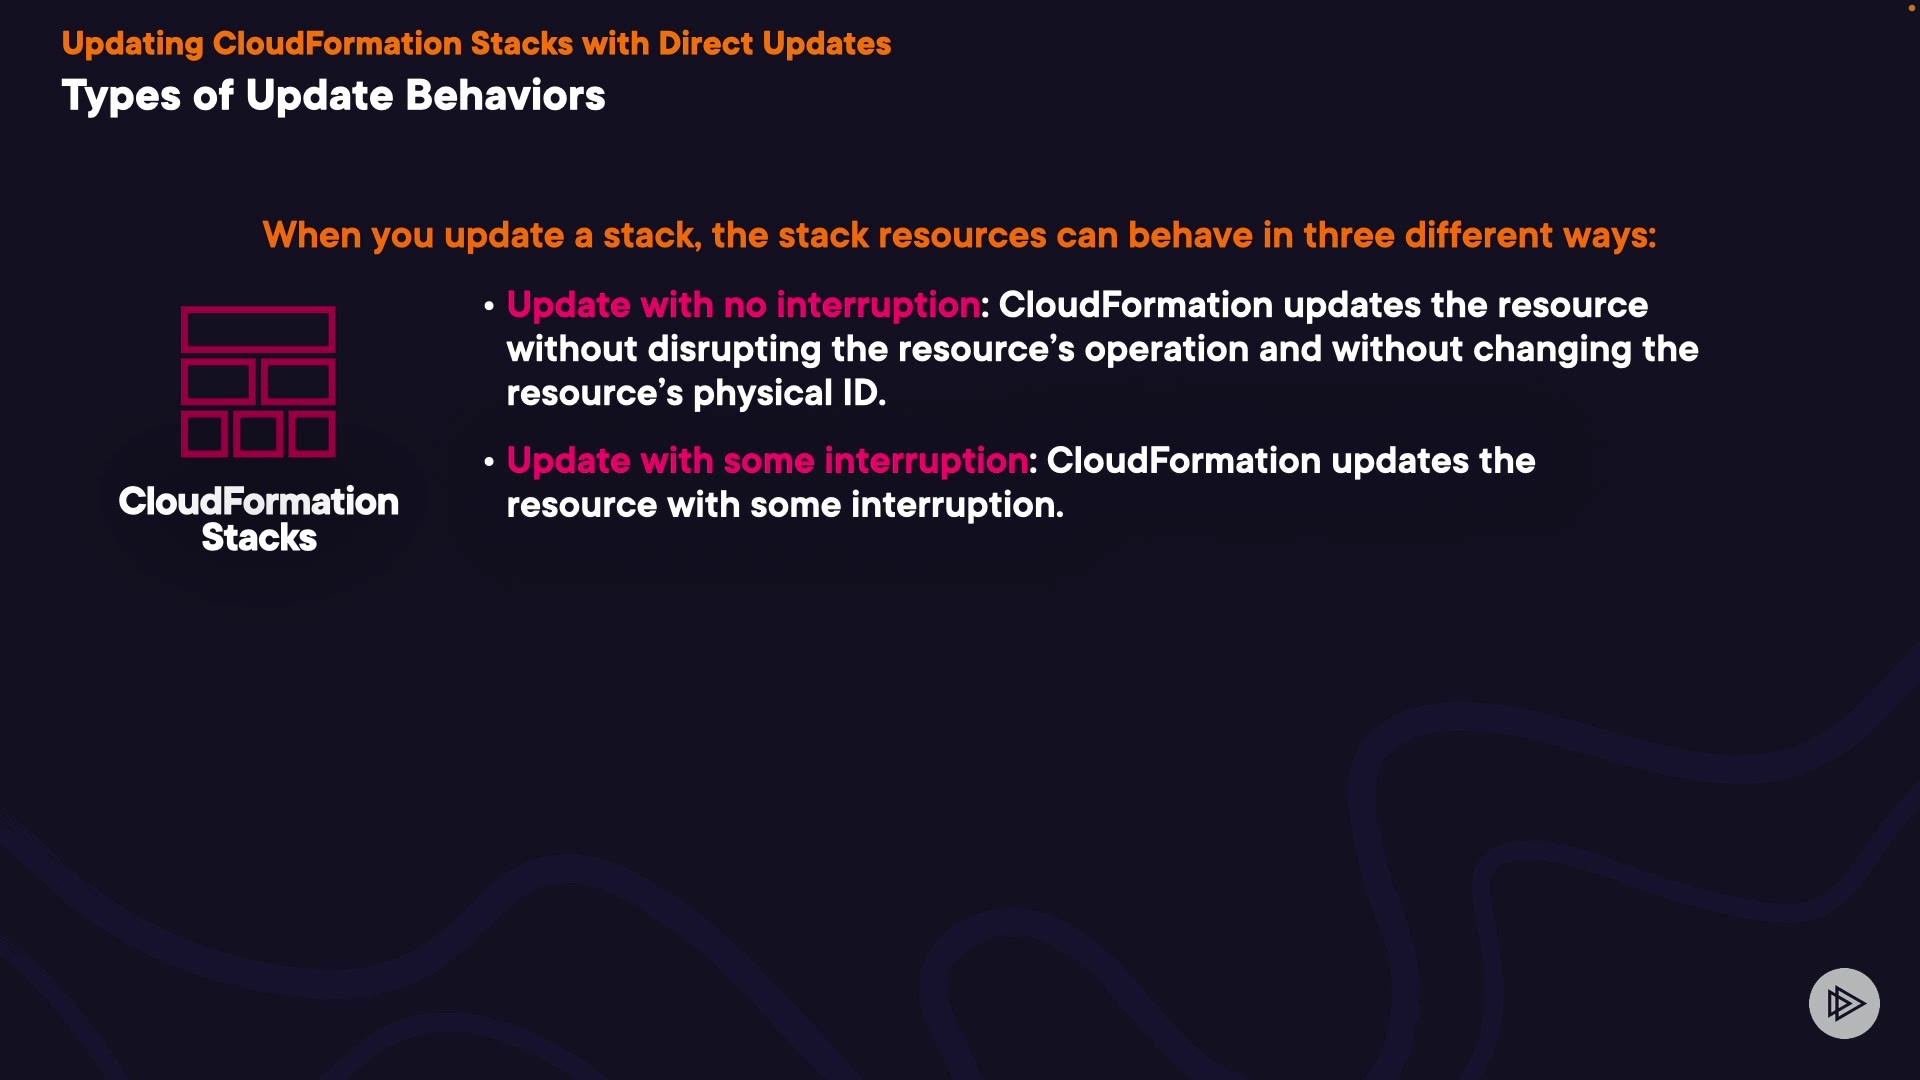 Updating CloudFormation Stacks with Direct Updates
Types of Update Behaviors
When you update a stack, the stack resources can behave in three different ways:
• Update with no interruption: CloudFormation updates the resource
without disrupting the resource’s operation and without changing the
resource’s physical ID.
• Update with some interruption: CloudFormation updates the
resource with some interruption.
CloudFormation
Stacks